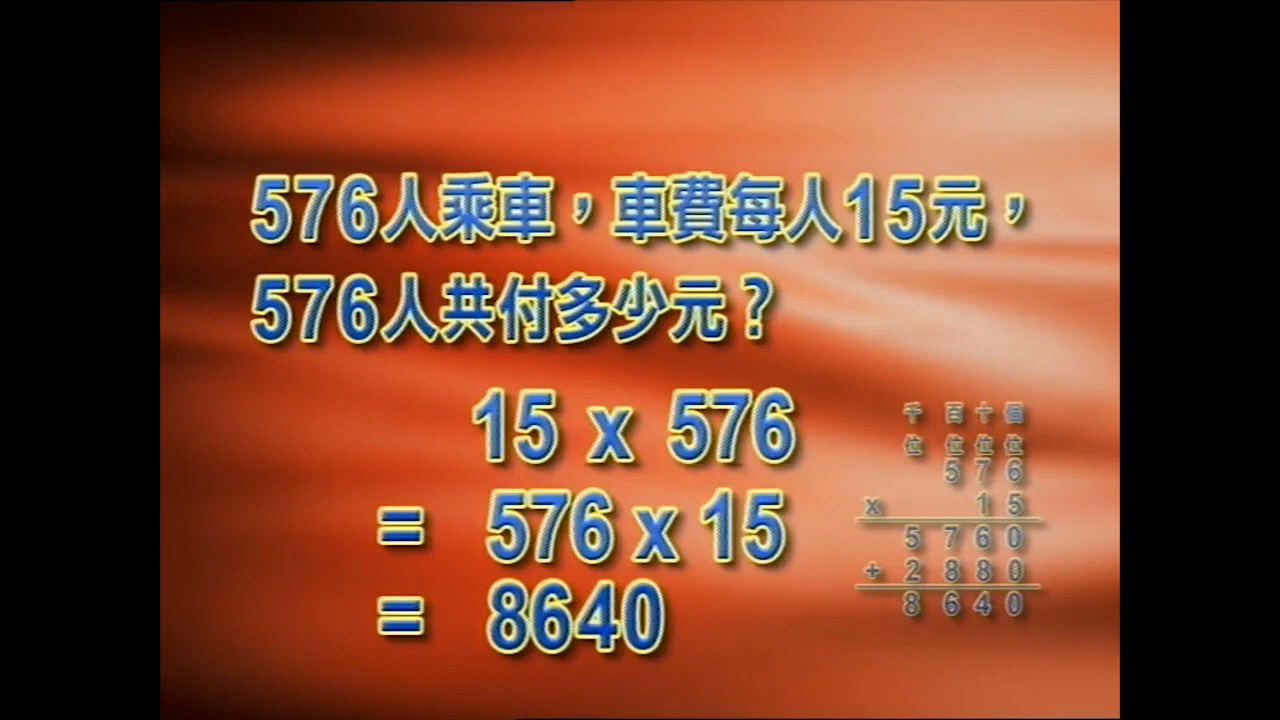 576人乘車，車費每人15元，
576人共付多少元？
15 x 576
= 576 x 15
= 8640
千 百 十 個
位 位 位 位
5 7 6
x 1 5
5 7 6 0
+ 2 8 8 0
8 6 4 0